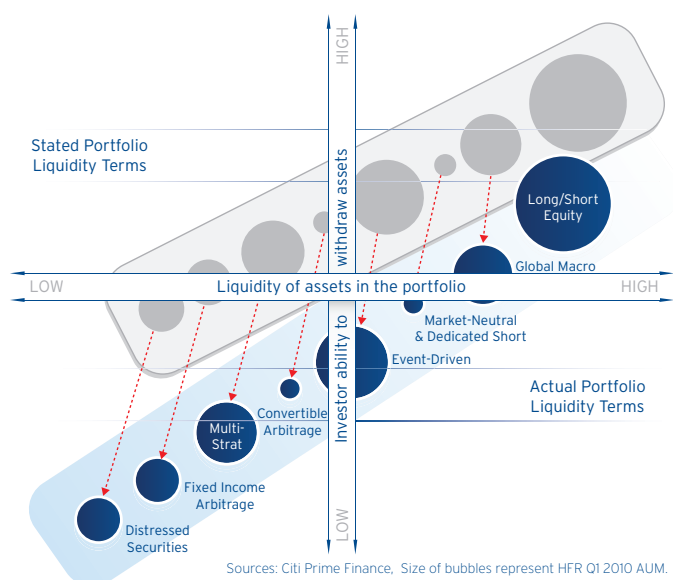 HIGH
Stated Portfolio
Liquidity Terms
withdraw assets
Long/Short
Equity
Global Macro
LOW
Liquidity of assets in the portfolio
HIGH
Market-Neutral
& Dedicated Short
Investor ability to
Event-Driven
Actual Portfolio
Liquidity Terms
Convertible
Arbitrage
Multi-
Strat
Fixed Income
Arbitrage
LOW
Distressed
Securities
Sources: Citi Prime Finance, Size of bubbles represent HFR Q1 2010 AUM.